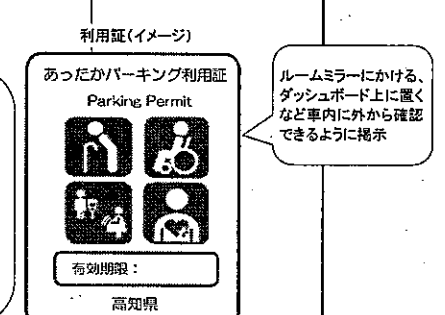 利用証(イメージ)
あったかパーキング利用証
Parking Permit
有効期限：
高知県
ルームミラーにかける、
ダッシュボード上に置く
など車内に外から確認
できるように掲示